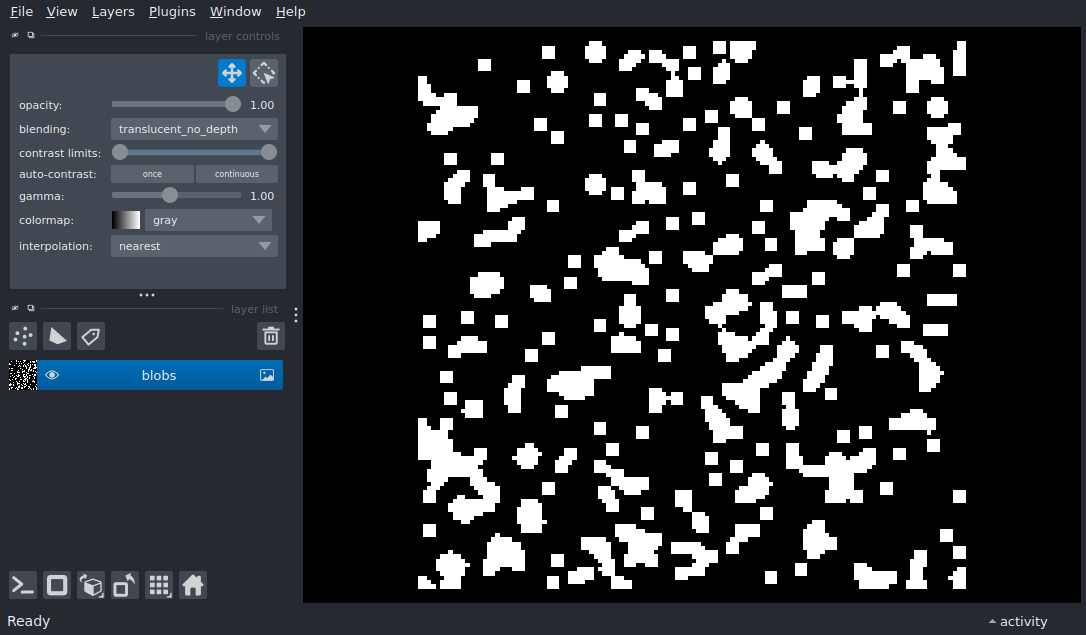 File View Layers Plugins Window Help
layer controls
opacity: 1.00
blending: translucent_no_depth
contrast limits:
auto-contrast: once continuous
gamma: 1.00
colormap: gray
interpolation: nearest
layer list
blobs
Ready activity